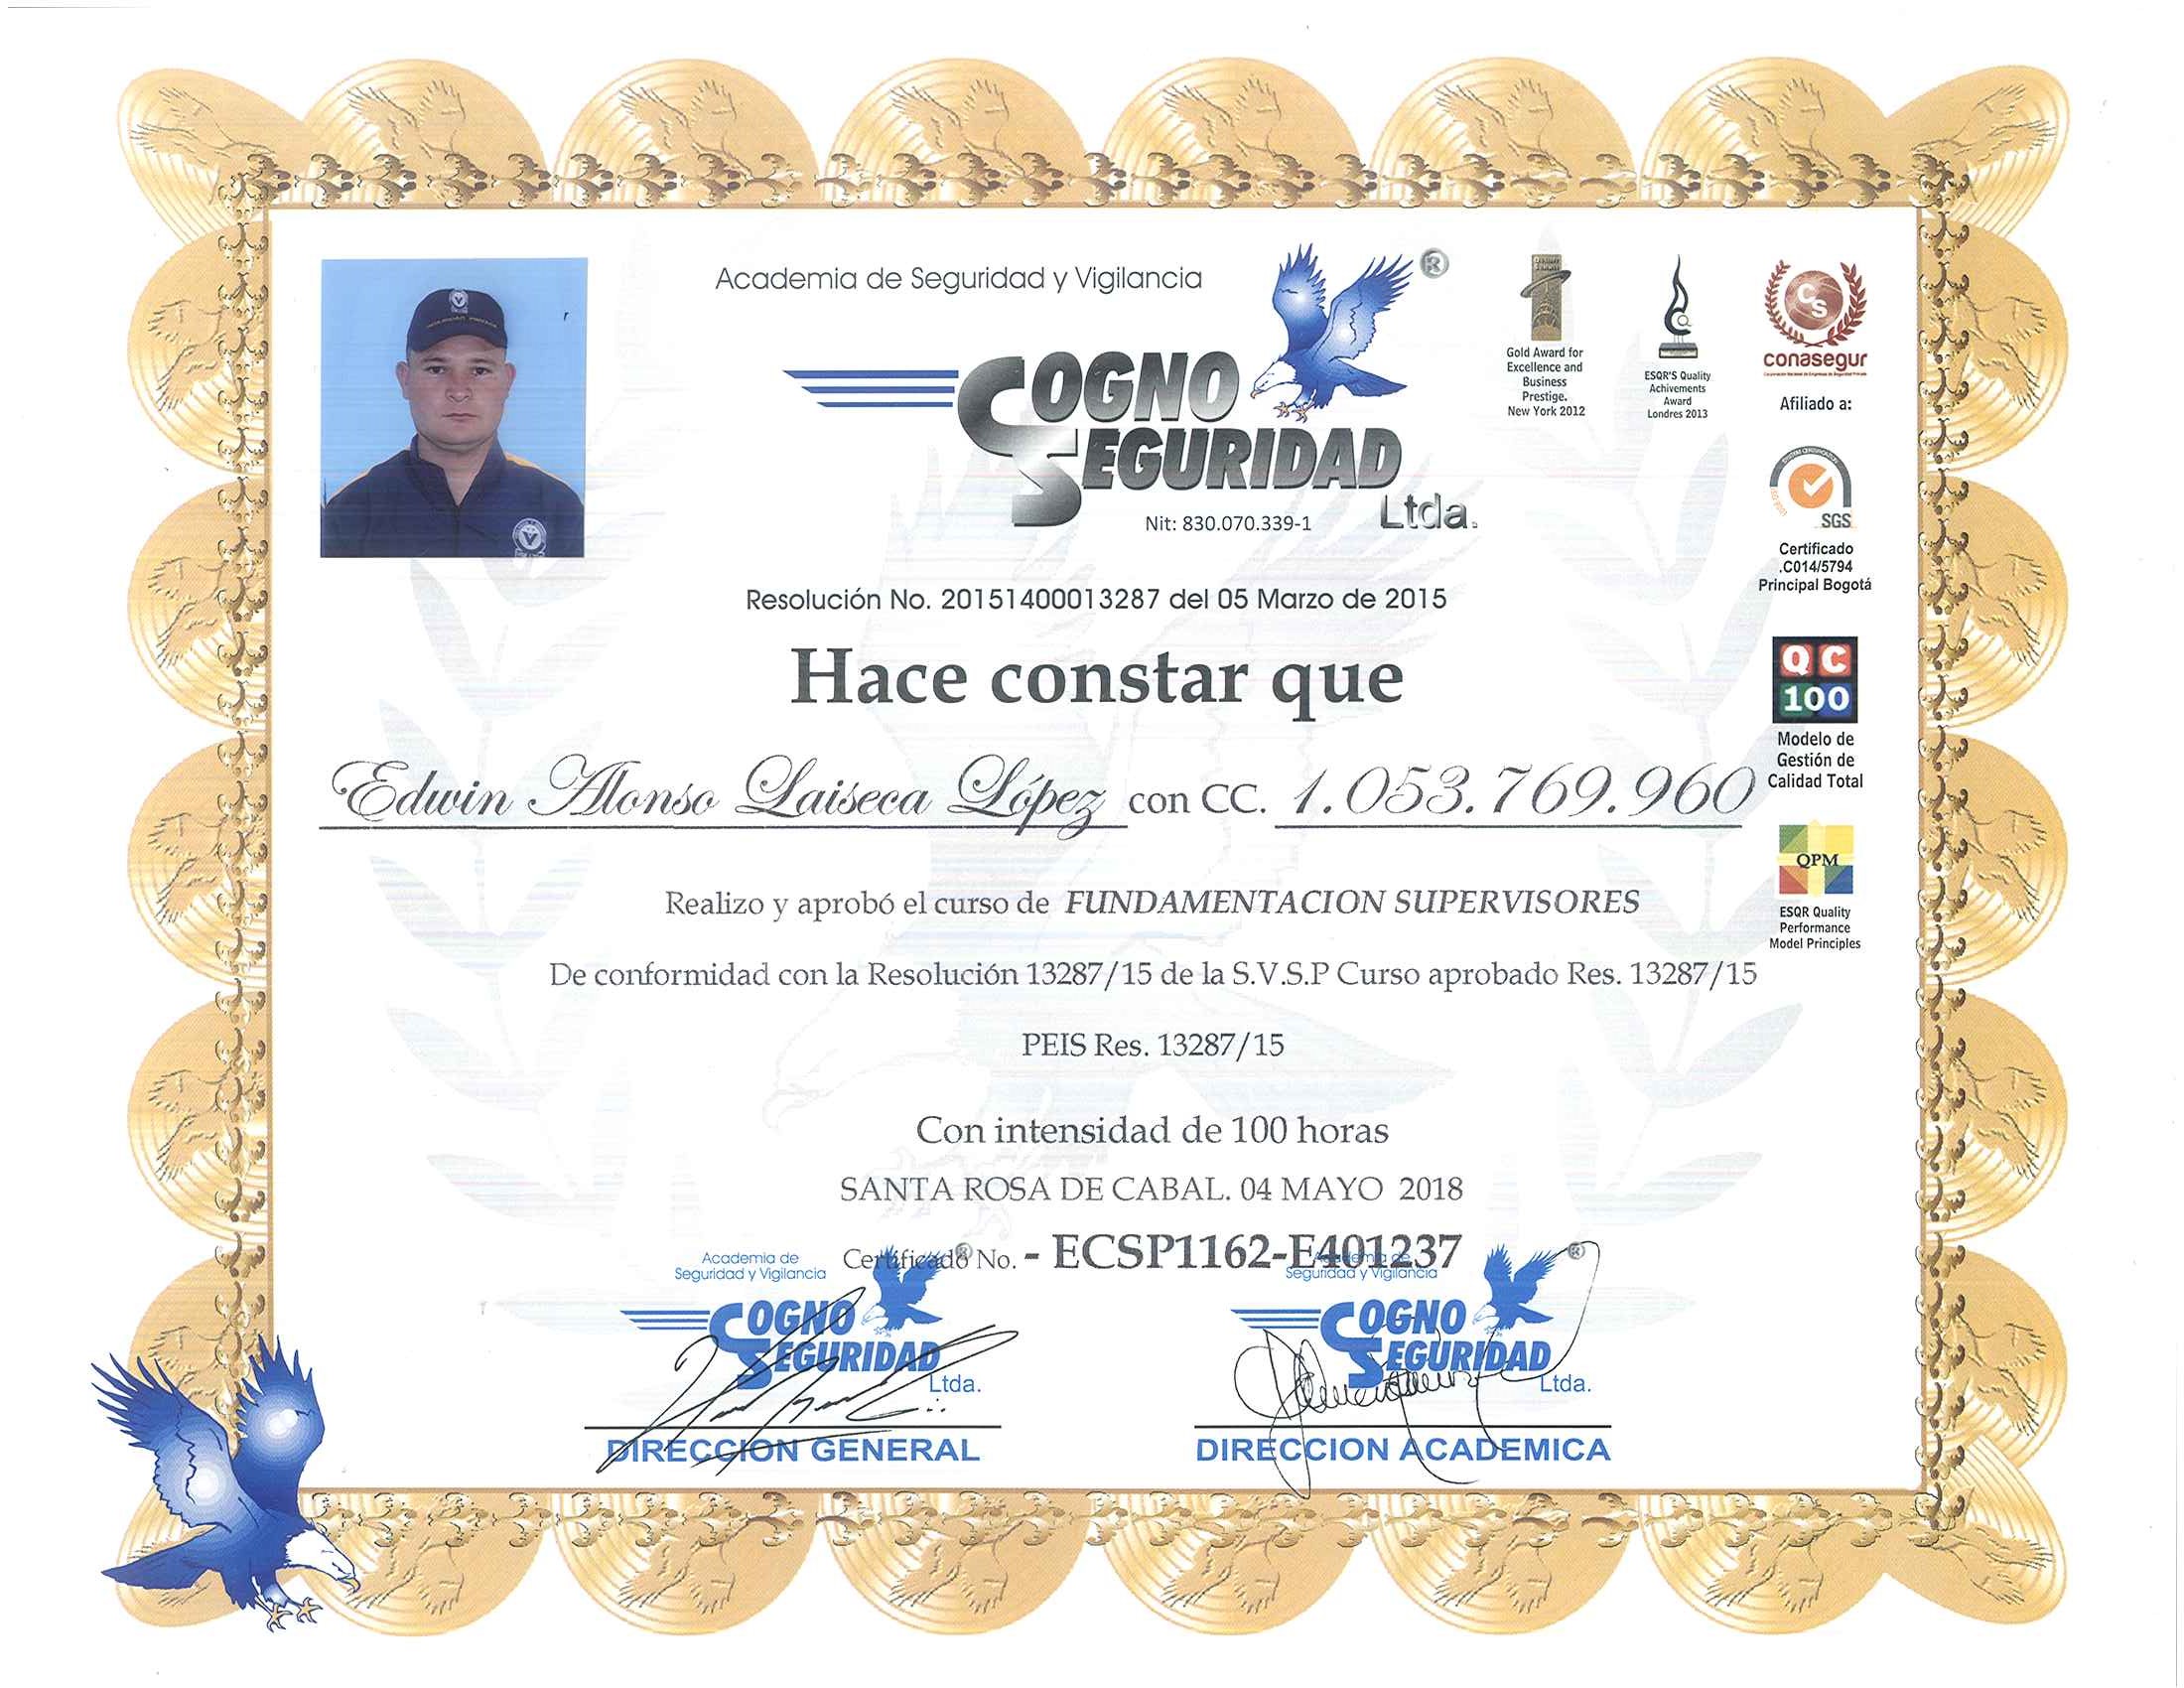 Academia de Seguridad y Vigilancia
®
COGNO
SEGURIDAD
Ltda.
Nit: 830.070.339-1
Gold Award for
Excellence and
Business
Prestige.
New York 2012
ESQR'S Quality
Achivements
Award
Londres 2013
CS
conasegur
Afiliado a:
SGS
Certificado
.C014/5794
Principal Bogotá
Resolución No. 20151400013287 del 05 Marzo de 2015
Hace constar que
QC
100
Modelo de
Gestión de
Calidad Total
Edwin Alonso Laiseca López con CC. 1.053.769.960
QPM
ESQR Quality
Performance
Model Principles
Realizo y aprobó el curso de FUNDAMENTACION SUPERVISORES
De conformidad con la Resolución 13287/15 de la S.V.S.P Curso aprobado Res. 13287/15
PEIS Res. 13287/15
Con intensidad de 100 horas
SANTA ROSA DE CABAL. 04 MAYO 2018
Certificado No. - ECSP1162-E401237
Academia de
Seguridad y Vigilancia
®
COGNO
SEGURIDAD
Ltda.
DIRECCION GENERAL
Academia de
Seguridad y Vigilancia
®
COGNO
SEGURIDAD
Ltda.
DIRECCION ACADEMICA